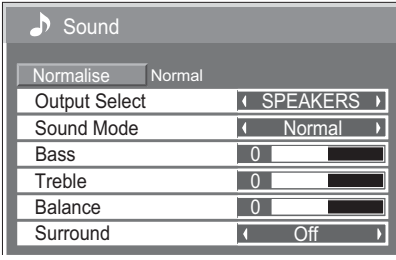 Sound
Normalise Normal
Output Select SPEAKERS
Sound Mode Normal
Bass 0
Treble 0
Balance 0
Surround Off